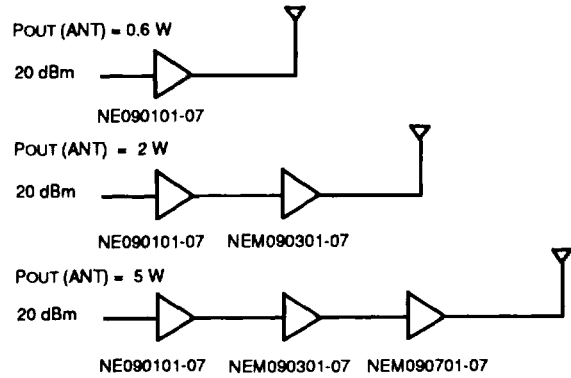 POUT (ANT) = 0.6 W
20 dBm
NE090101-07
POUT (ANT) = 2 W
20 dBm
NE090101-07 NEM090301-07
POUT (ANT) = 5 W
20 dBm
NE090101-07 NEM090301-07 NEM090701-07